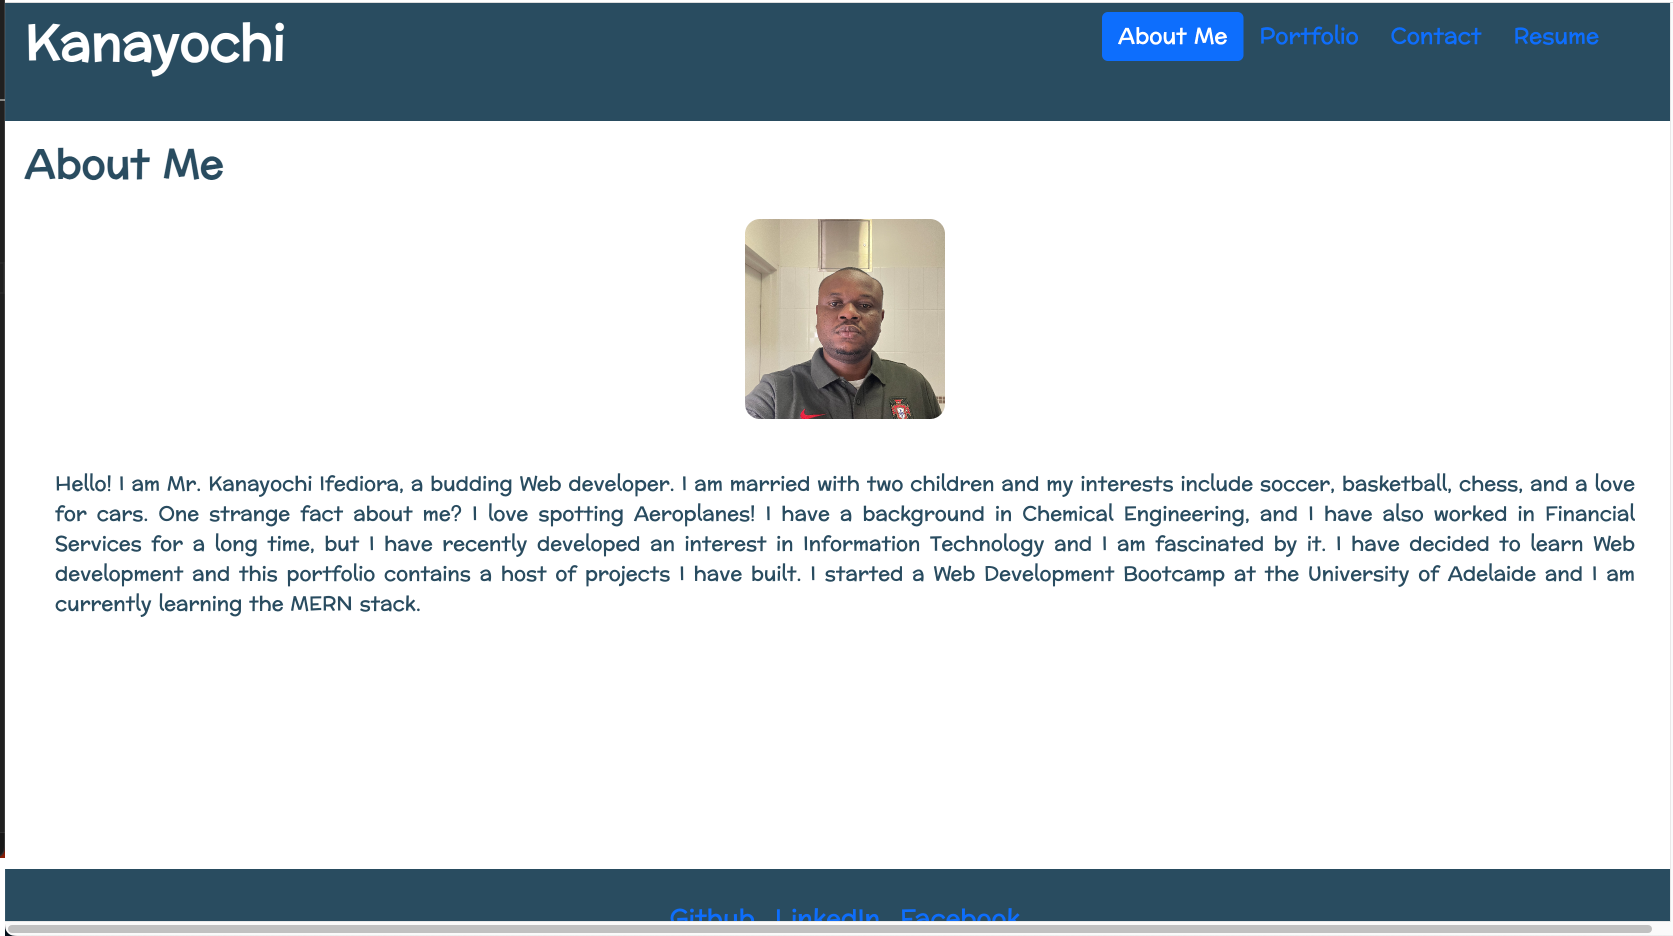 Kanayochi
About Me Portfolio Contact Resume
About Me
Hello! I am Mr. Kanayochi Ifediora, a budding Web developer. I am married with two children and my interests include soccer, basketball, chess, and a love
for cars. One strange fact about me? I love spotting Aeroplanes! I have a background in Chemical Engineering, and I have also worked in Financial
Services for a long time, but I have recently developed an interest in Information Technology and I am fascinated by it. I have decided to learn Web
development and this portfolio contains a host of projects I have built. I started a Web Development Bootcamp at the University of Adelaide and I am
currently learning the MERN stack.
Github LinkedIn Facebook